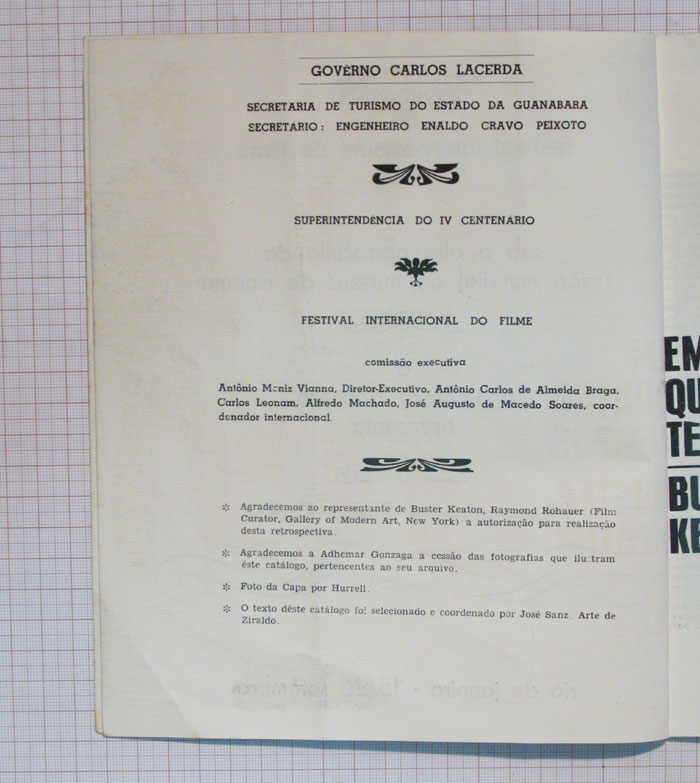 GOVÊRNO CARLOS LACERDA
SECRETARIA DE TURISMO DO ESTADO DA GUANABARA
SECRETARIO: ENGENHEIRO ENALDO CRAVO PEIXOTO
SUPERINTENDÊNCIA DO IV CENTENARIO
FESTIVAL INTERNACIONAL DO FILME
comissão executiva
Antônio Moniz Vianna, Diretor-Executivo, Antônio Carlos de Almeida Braga,
Carlos Leonam, Alfredo Machado, José Augusto de Macedo Soares, coor-
denador internacional.
* Agradecemos ao representante de Buster Keaton, Raymond Rohauer (Film
Curator, Gallery of Modern Art, New York) a autorização para realização
desta retrospectiva.
* Agradecemos a Adhemar Gonzaga a cessão das fotografias que ilustram
êste catálogo, pertencentes ao seu arquivo.
* Foto da Capa por Hurrell.
* O texto dêste catálogo foi selecionado e coordenado por José Sanz. Arte de
Ziraldo.
EM
QU
TE
BU
KE